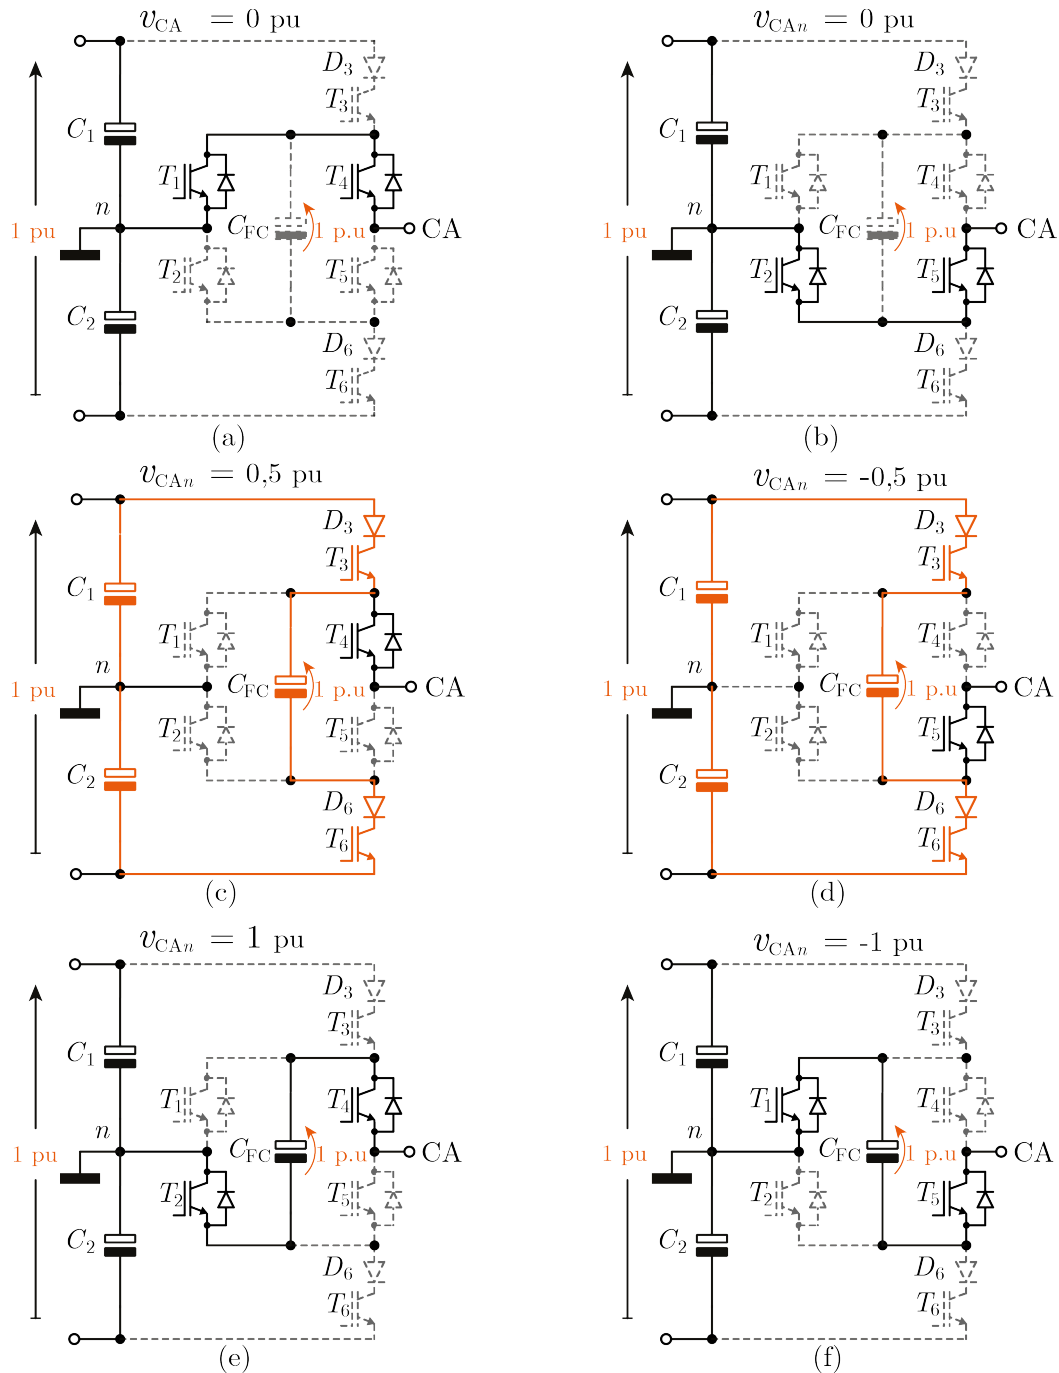 v_CA = 0 pu
v_CAn = 0 pu
D3
T3
C1
T1
T4
n
1 pu
C_FC
1 p.u
CA
T2
T5
C2
D6
T6
(a)
D3
T3
C1
T1
T4
n
1 pu
C_FC
1 p.u
CA
T2
T5
C2
D6
T6
(b)
v_CAn = 0,5 pu
v_CAn = -0,5 pu
D3
T3
C1
T1
T4
n
1 pu
C_FC
1 p.u
CA
T2
T5
C2
D6
T6
(c)
D3
T3
C1
T1
T4
n
1 pu
C_FC
1 p.u
CA
T2
T5
C2
D6
T6
(d)
v_CAn = 1 pu
v_CAn = -1 pu
D3
T3
C1
T1
T4
n
1 pu
C_FC
1 p.u
CA
T2
T5
C2
D6
T6
(e)
D3
T3
C1
T1
T4
n
1 pu
C_FC
1 p.u
CA
T2
T5
C2
D6
T6
(f)